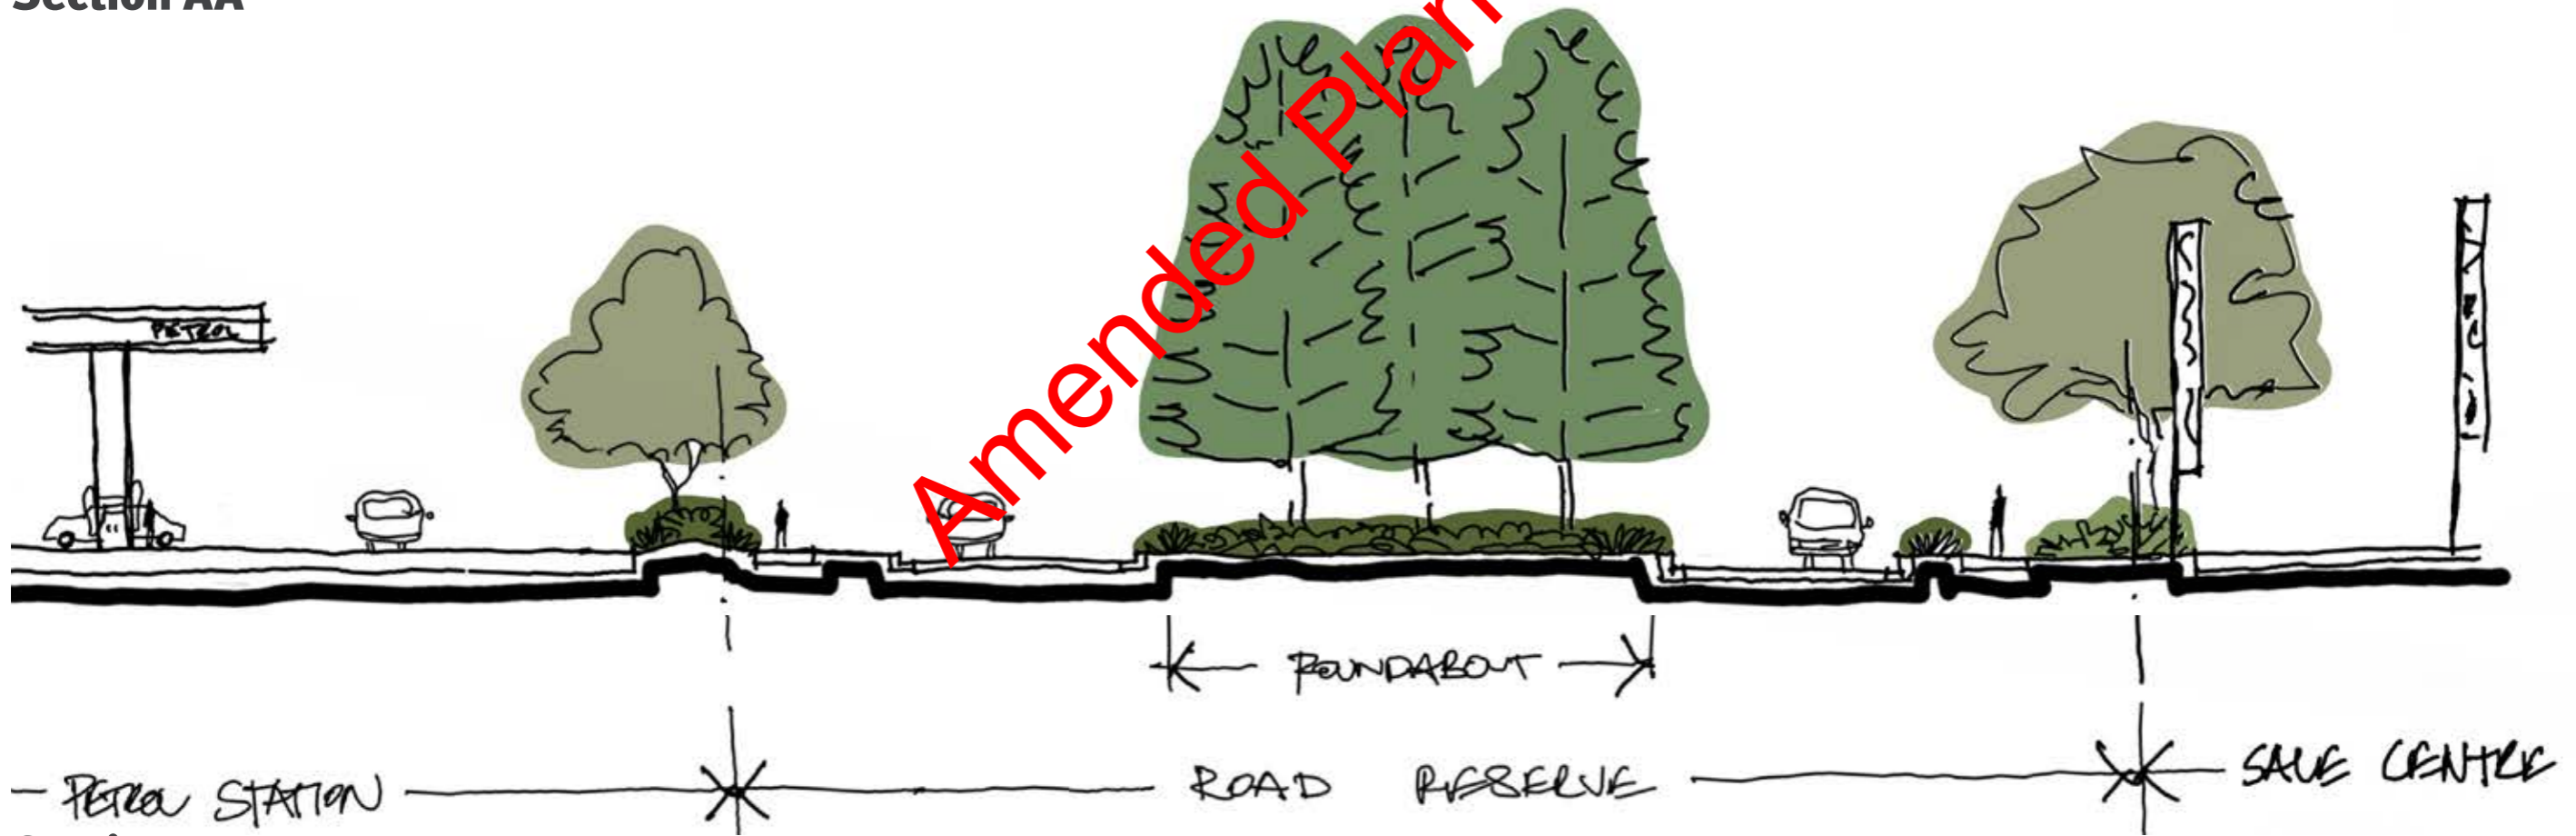 Section AA
Amended Plan
PETROL
ROUNDABOUT
PETROL STATION
ROAD RESERVE
SALE CENTRE